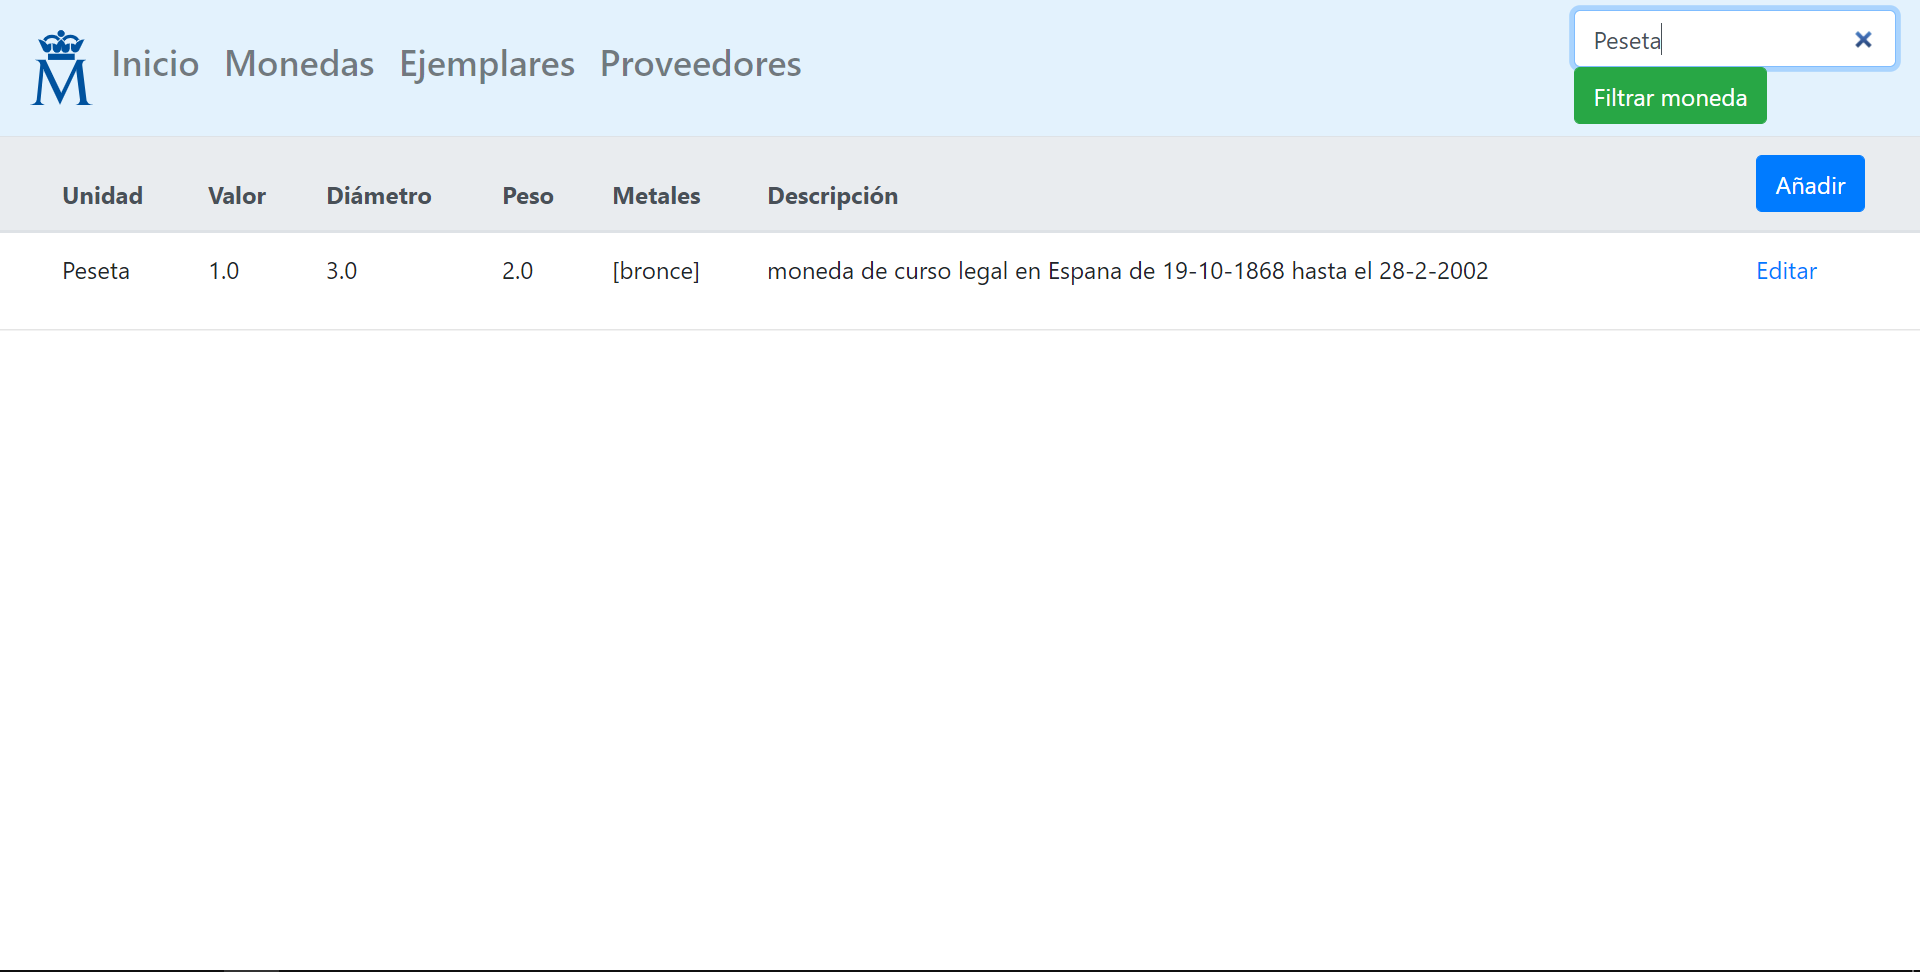 M
Inicio Monedas Ejemplares Proveedores
Peseta
Filtrar moneda
Unidad Valor Diámetro Peso Metales Descripción Añadir
Peseta 1.0 3.0 2.0 [bronce] moneda de curso legal en Espana de 19-10-1868 hasta el 28-2-2002 Editar